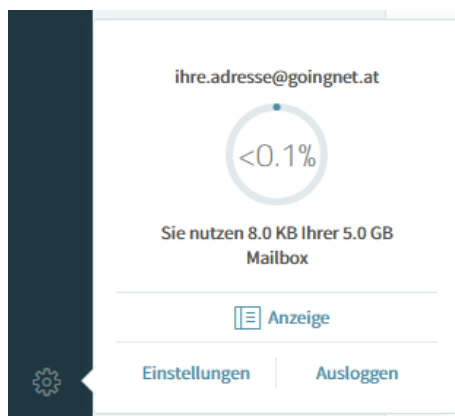 ihre.adresse@goingnet.at
<0.1%
Sie nutzen 8.0 KB Ihrer 5.0 GB
Mailbox
Anzeige
Einstellungen
Ausloggen